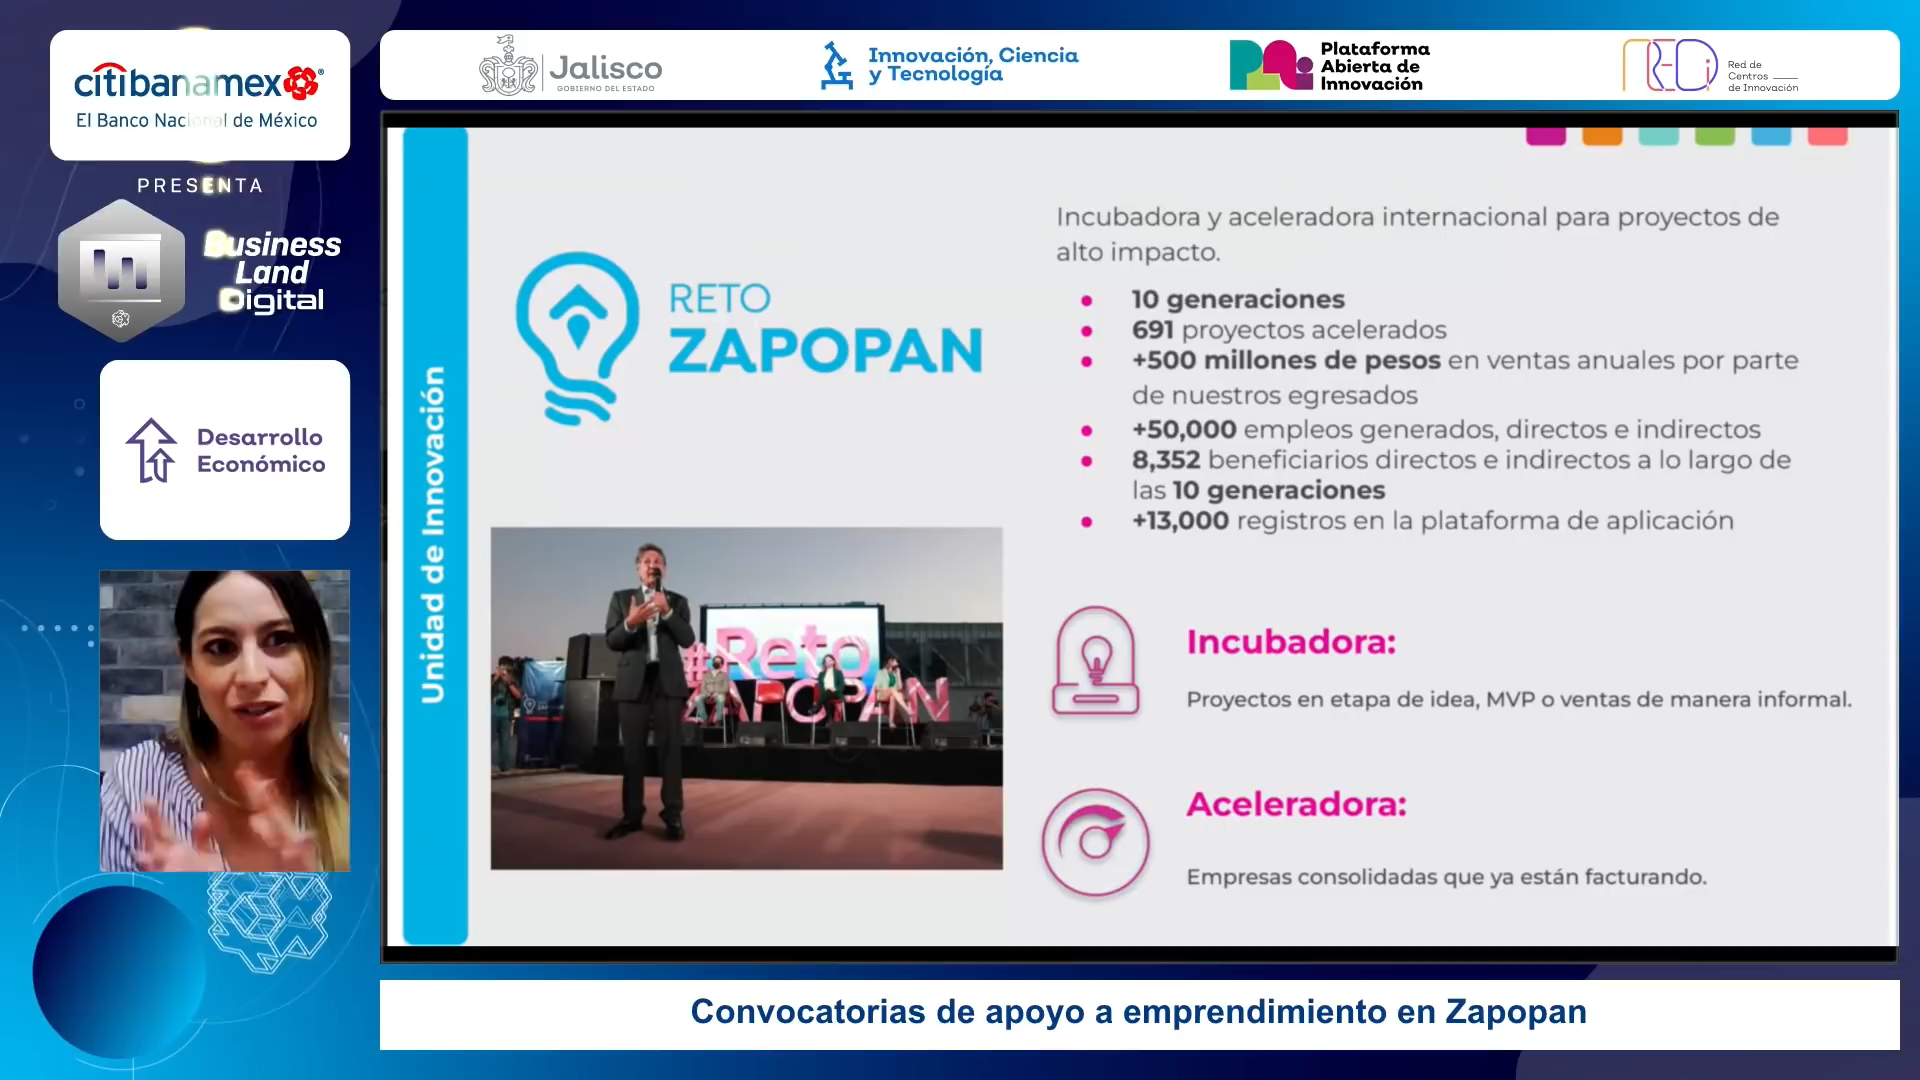 citibanamex
El Banco Nacional de México
PRESENTA
Business
Land
Digital
Desarrollo
Económico
Jalisco
GOBIERNO DEL ESTADO
Innovación, Ciencia
y Tecnología
Plataforma
Abierta de
Innovación
REDi
Red de
Centros
de Innovación
Unidad de Innovación
RETO
ZAPOPAN
#Reto
ZAPOPAN
Incubadora y aceleradora internacional para proyectos de
alto impacto.
• 10 generaciones
• 691 proyectos acelerados
• +500 millones de pesos en ventas anuales por parte
de nuestros egresados
• +50,000 empleos generados, directos e indirectos
• 8,352 beneficiarios directos e indirectos a lo largo de
las 10 generaciones
• +13,000 registros en la plataforma de aplicación
Incubadora:
Proyectos en etapa de idea, MVP o ventas de manera informal.
Aceleradora:
Empresas consolidadas que ya están facturando.
Convocatorias de apoyo a emprendimiento en Zapopan